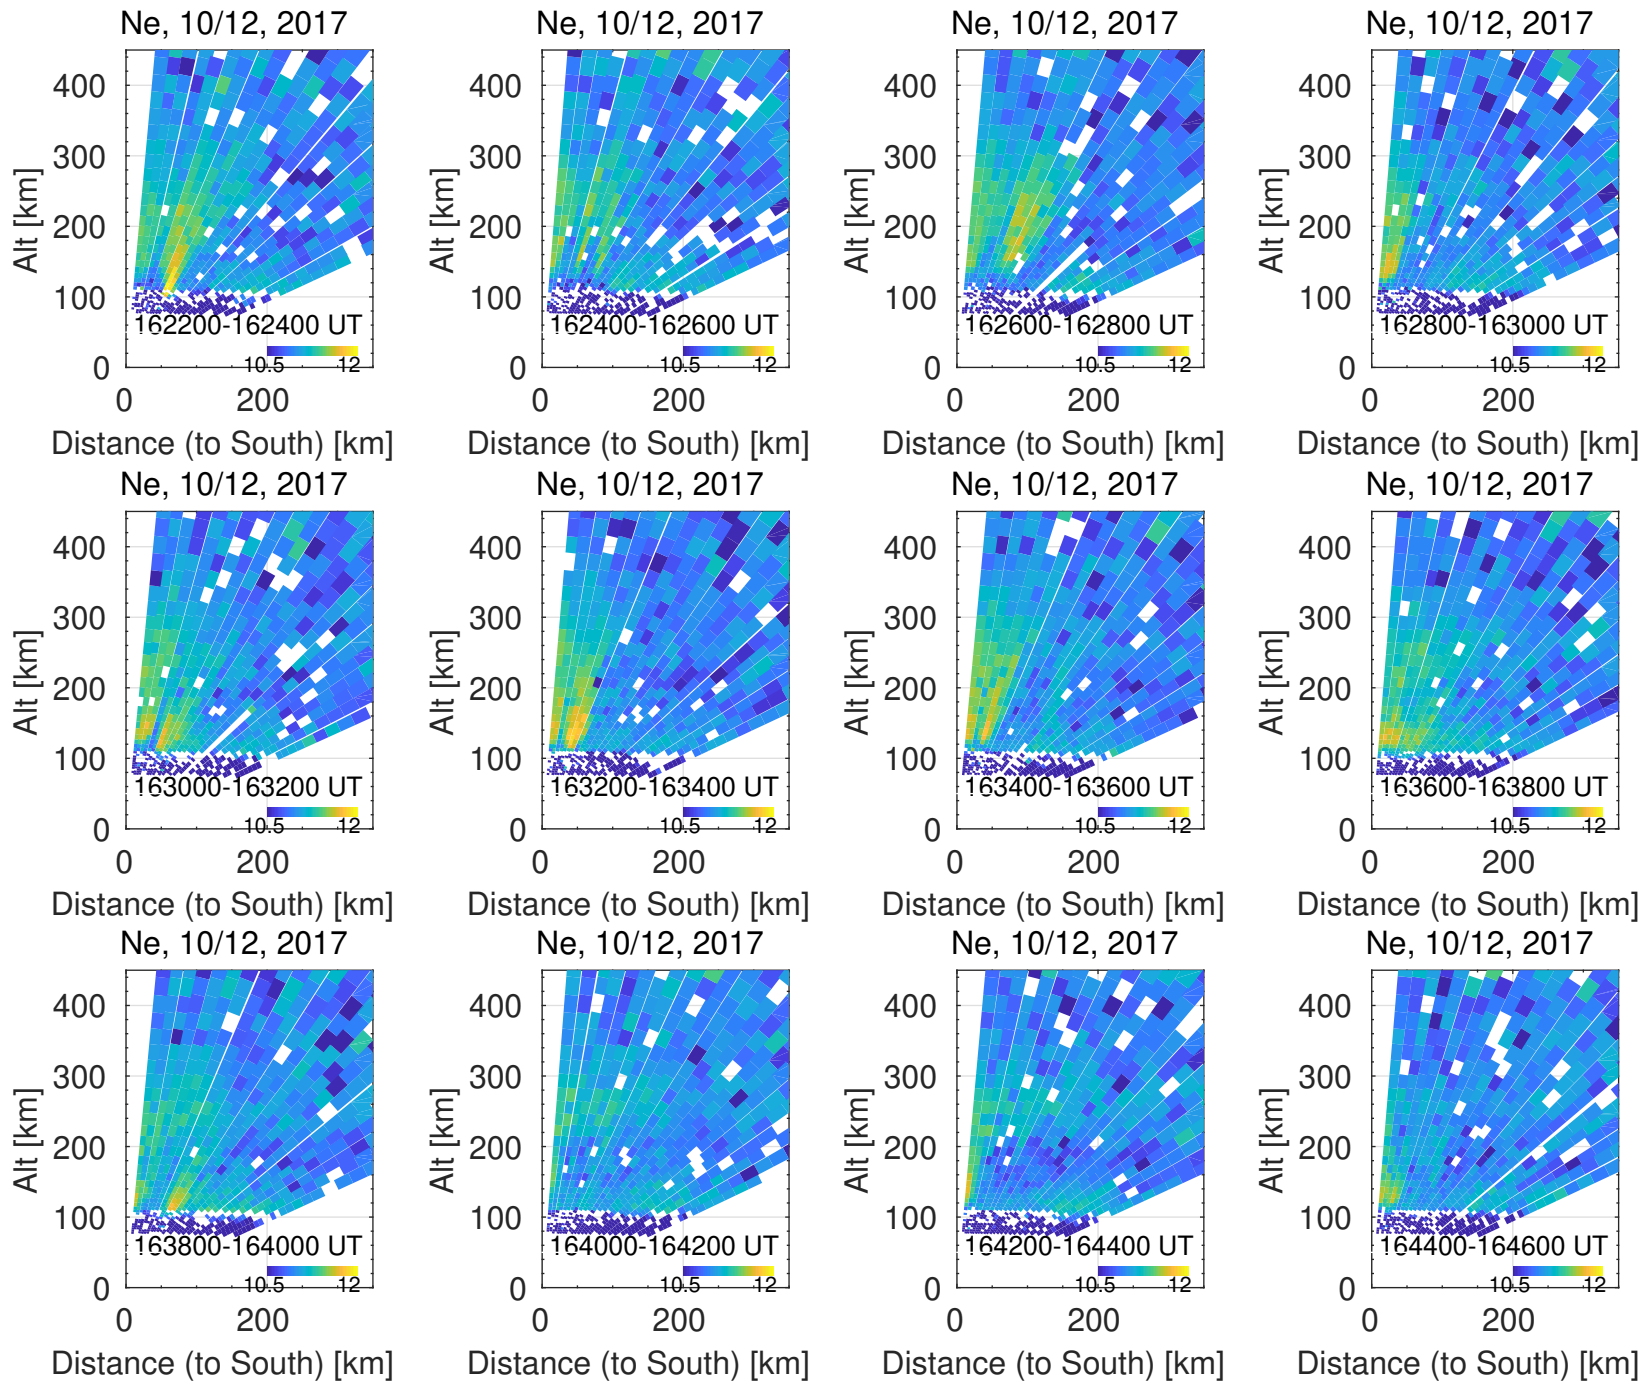 Ne, 10/12, 2017 Ne, 10/12, 2017 Ne, 10/12, 2017 Ne, 10/12, 2017
400 400 400 400
300 300 300 300
200 200 200 200
100 100 100 100
0 0 0 0
Alt [km] Alt [km] Alt [km] Alt [km]
162200-162400 UT 162400-162600 UT 162600-162800 UT 162800-163000 UT
10.5 12 10.5 12 10.5 12 10.5 12
0 200 0 200 0 200 0 200
Distance (to South) [km] Distance (to South) [km] Distance (to South) [km] Distance (to South) [km]
Ne, 10/12, 2017 Ne, 10/12, 2017 Ne, 10/12, 2017 Ne, 10/12, 2017
400 400 400 400
300 300 300 300
200 200 200 200
100 100 100 100
0 0 0 0
Alt [km] Alt [km] Alt [km] Alt [km]
163000-163200 UT 163200-163400 UT 163400-163600 UT 163600-163800 UT
10.5 12 10.5 12 10.5 12 10.5 12
0 200 0 200 0 200 0 200
Distance (to South) [km] Distance (to South) [km] Distance (to South) [km] Distance (to South) [km]
Ne, 10/12, 2017 Ne, 10/12, 2017 Ne, 10/12, 2017 Ne, 10/12, 2017
400 400 400 400
300 300 300 300
200 200 200 200
100 100 100 100
0 0 0 0
Alt [km] Alt [km] Alt [km] Alt [km]
163800-164000 UT 164000-164200 UT 164200-164400 UT 164400-164600 UT
10.5 12 10.5 12 10.5 12 10.5 12
0 200 0 200 0 200 0 200
Distance (to South) [km] Distance (to South) [km] Distance (to South) [km] Distance (to South) [km]